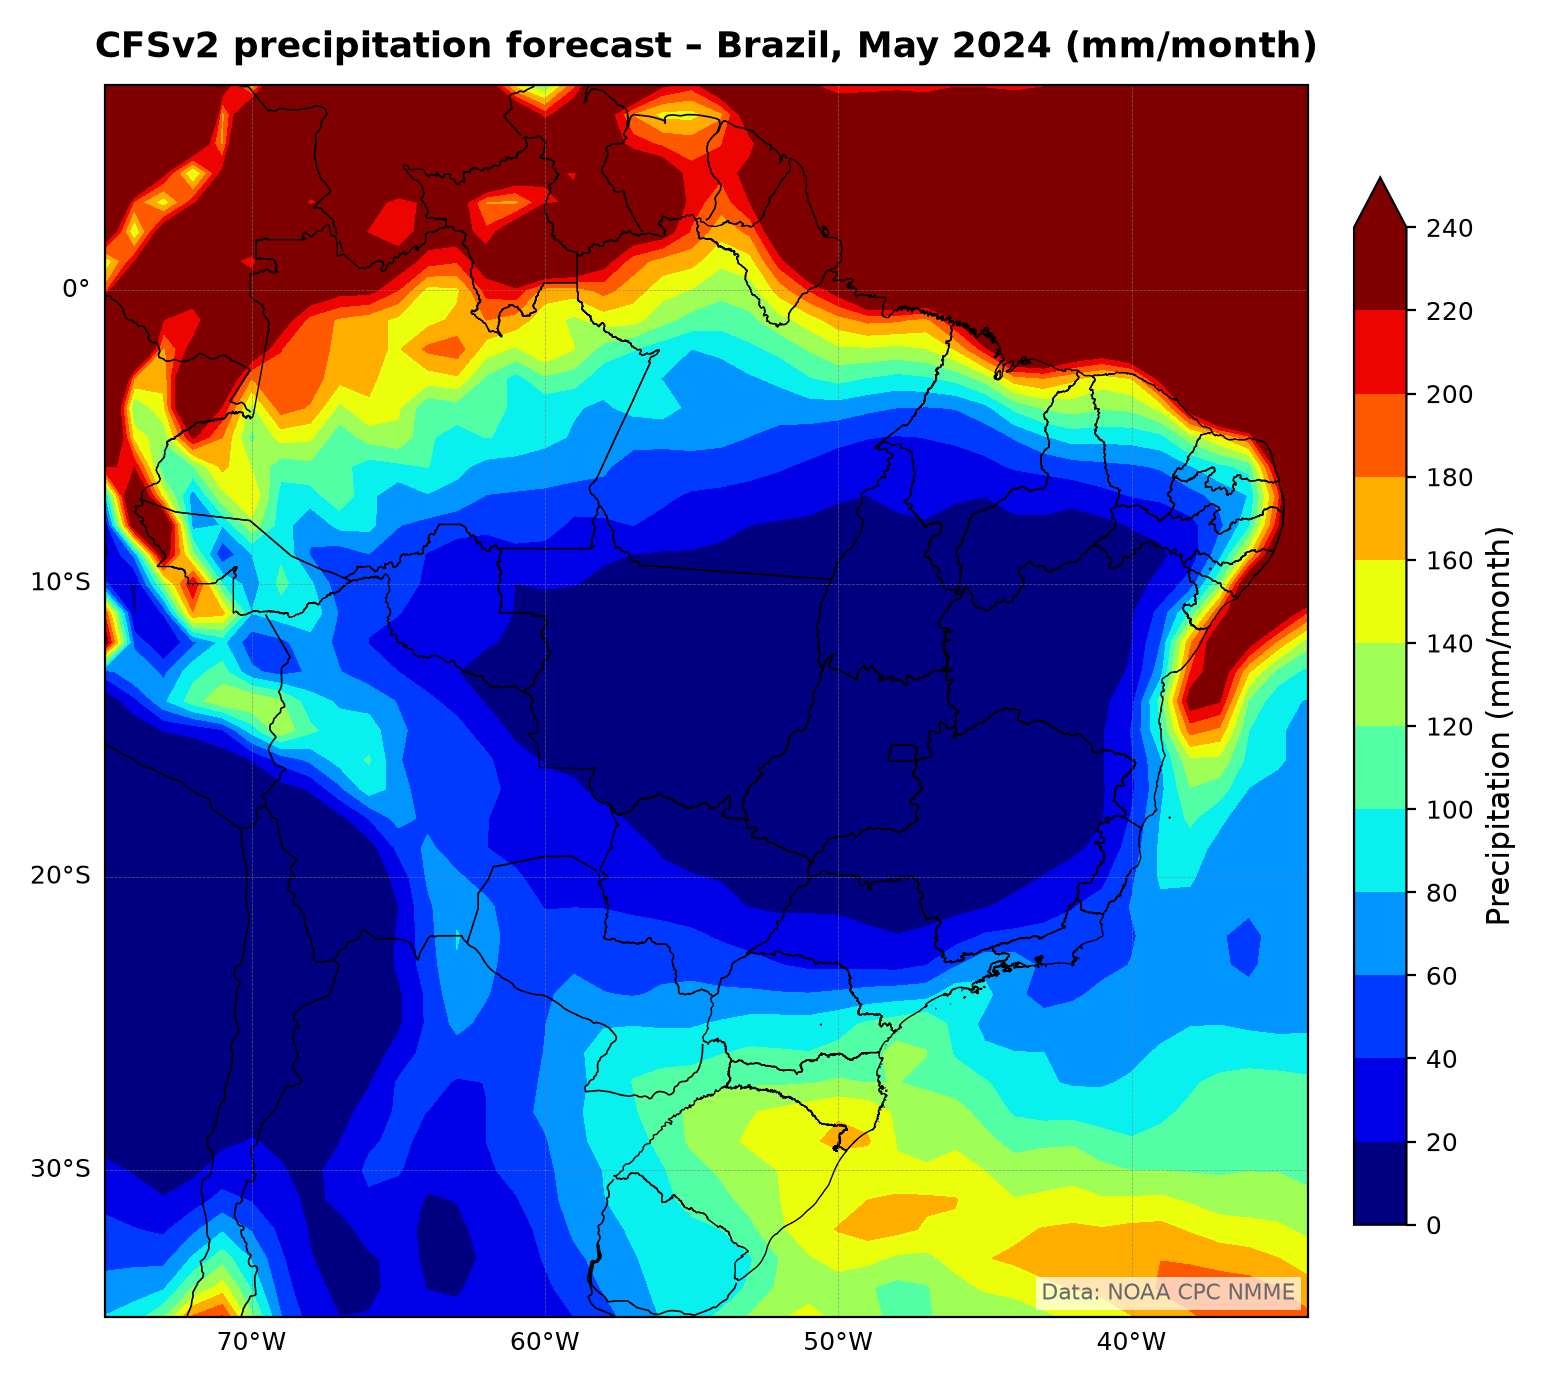 CFSv2 precipitation forecast – Brazil, May 2024 (mm/month)
0°
10°S
20°S
30°S
70°W
60°W
50°W
40°W
240
220
200
180
160
140
120
100
80
60
40
20
0
Precipitation (mm/month)
Data: NOAA CPC NMME